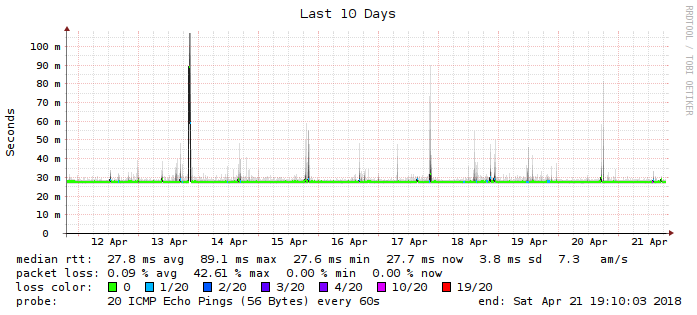 Last 10 Days
RRDTOOL / TOBI OETIKER
Seconds
100 m
90 m
80 m
70 m
60 m
50 m
40 m
30 m
20 m
10 m
0
12 Apr 13 Apr 14 Apr 15 Apr 16 Apr 17 Apr 18 Apr 19 Apr 20 Apr 21 Apr
median rtt: 27.8 ms avg 89.1 ms max 27.6 ms min 27.7 ms now 3.8 ms sd 7.3 am/s
packet loss: 0.09 % avg 42.61 % max 0.00 % min 0.00 % now
loss color: 0 1/20 2/20 3/20 4/20 10/20 19/20
probe: 20 ICMP Echo Pings (56 Bytes) every 60s end: Sat Apr 21 19:10:03 2018